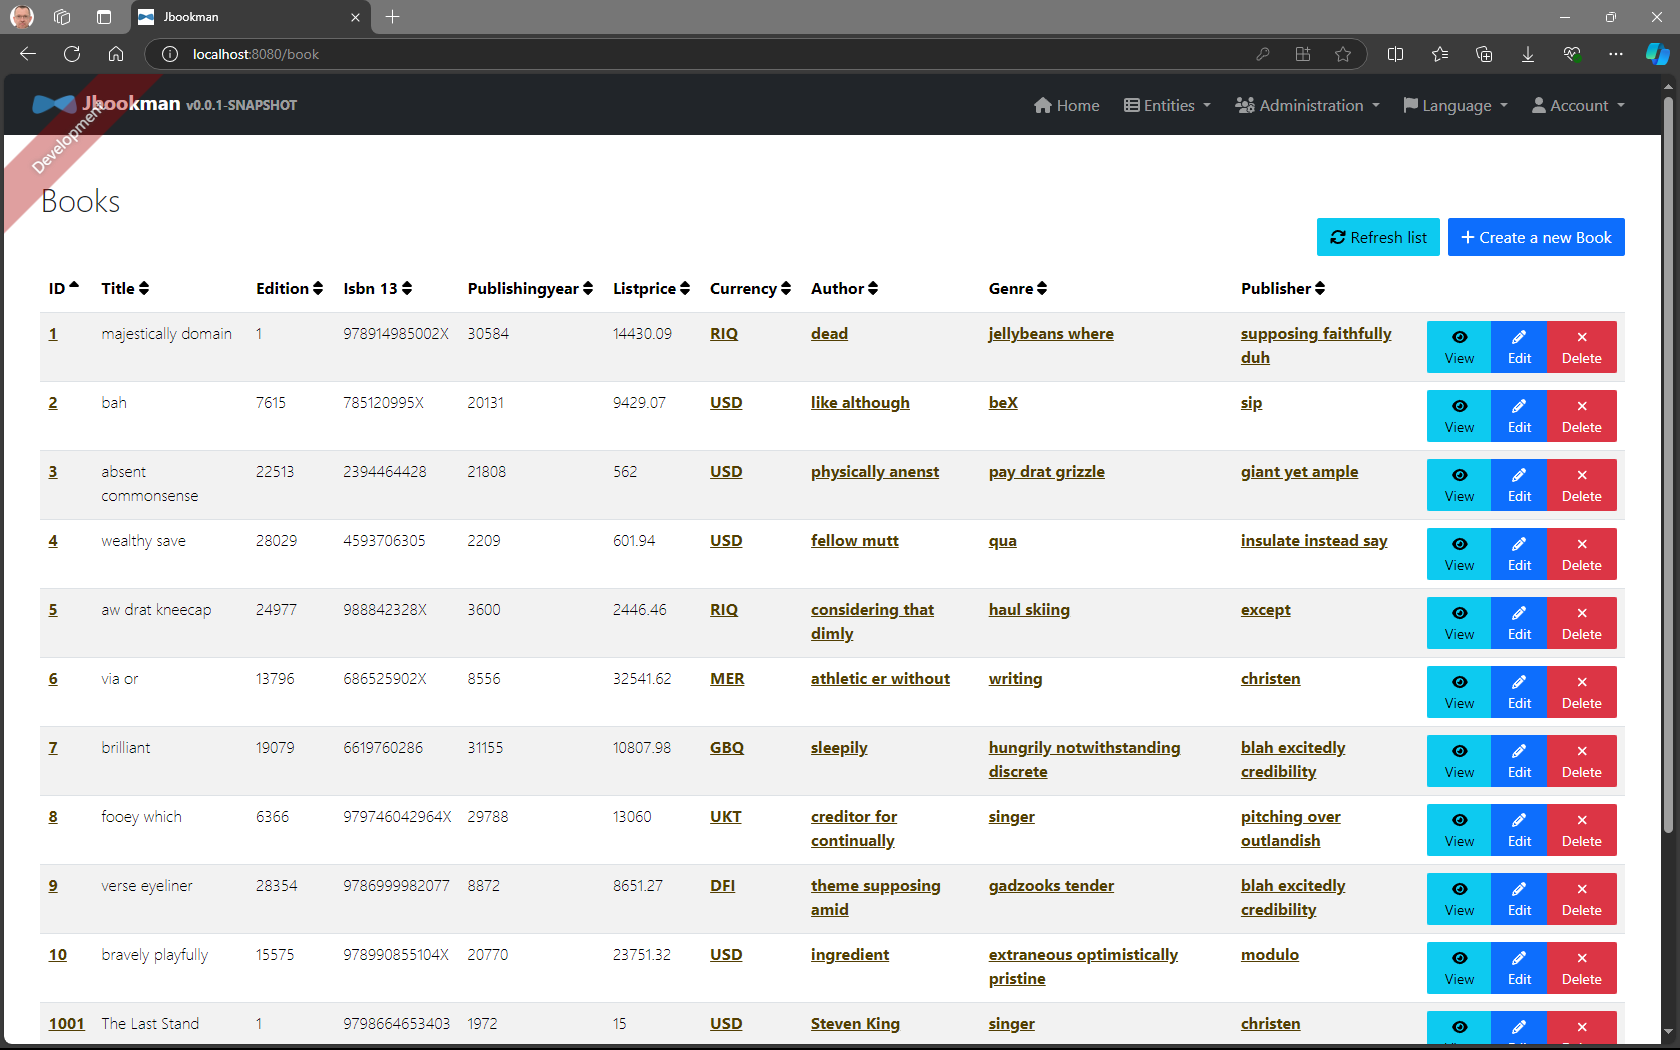 Jbookman
localhost:8080/book
Jbookman v0.0.1-SNAPSHOT
Home Entities Administration Language Account
Development
Books
Refresh list Create a new Book
ID Title Edition Isbn 13 Publishingyear Listprice Currency Author Genre Publisher
1 majestically domain 1 978914985002X 30584 14430.09 RIQ dead jellybeans where supposing faithfully
duh
View Edit Delete
2 bah 7615 785120995X 20131 9429.07 USD like although beX sip
View Edit Delete
3 absent 22513 2394464428 21808 562 USD physically anenst pay drat grizzle giant yet ample
commonsense
View Edit Delete
4 wealthy save 28029 4593706305 2209 601.94 USD fellow mutt qua insulate instead say
View Edit Delete
5 aw drat kneecap 24977 988842328X 3600 2446.46 RIQ considering that haul skiing except
dimly
View Edit Delete
6 via or 13796 686525902X 8556 32541.62 MER athletic er without writing christen
View Edit Delete
7 brilliant 19079 6619760286 31155 10807.98 GBQ sleepily hungrily notwithstanding blah excitedly
discrete credibility
View Edit Delete
8 fooey which 6366 979746042964X 29788 13060 UKT creditor for singer pitching over
continually outlandish
View Edit Delete
9 verse eyeliner 28354 9786999982077 8872 8651.27 DFI theme supposing gadzooks tender blah excitedly
amid credibility
View Edit Delete
10 bravely playfully 15575 978990855104X 20770 23751.32 USD ingredient extraneous optimistically modulo
pristine
View Edit Delete
1001 The Last Stand 1 9798664653403 1972 15 USD Steven King singer christen